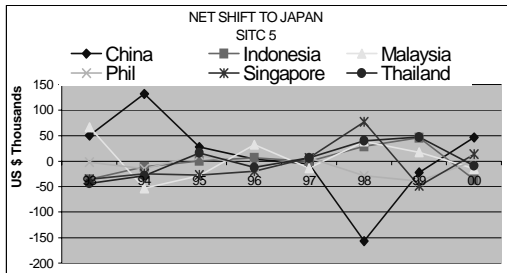 NET SHIFT TO JAPAN
SITC 5
China Indonesia Malaysia
Phil Singapore Thailand
US $ Thousands
150
100
50
0
-50
-100
-150
-200
94 95 96 97 98 99 00